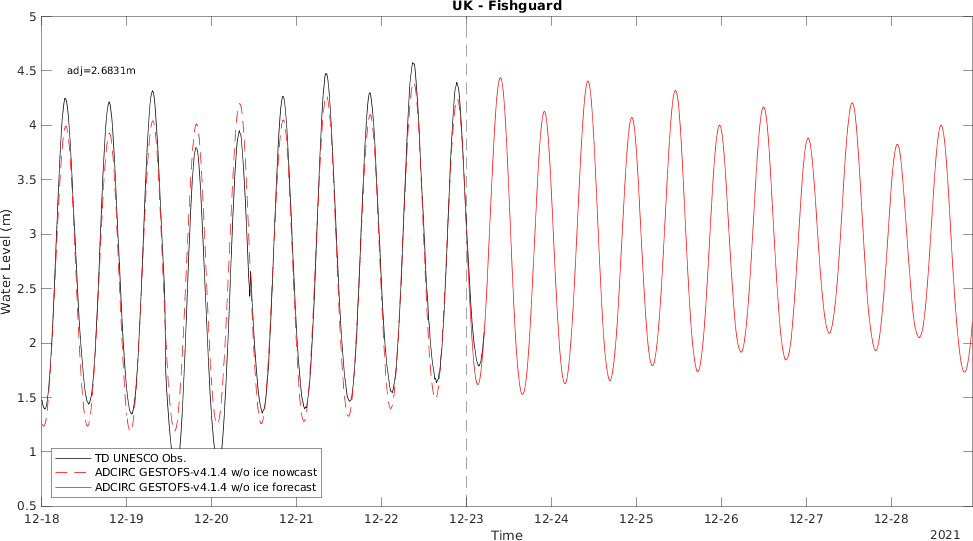 UK - Fishguard
adj=2.6831m
5
4.5
4
3.5
3
2.5
2
1.5
1
0.5
Water Level (m)
TD UNESCO Obs.
ADCIRC GESTOFS-v4.1.4 w/o ice nowcast
ADCIRC GESTOFS-v4.1.4 w/o ice forecast
12-18 12-19 12-20 12-21 12-22 12-23 12-24 12-25 12-26 12-27 12-28
Time
2021